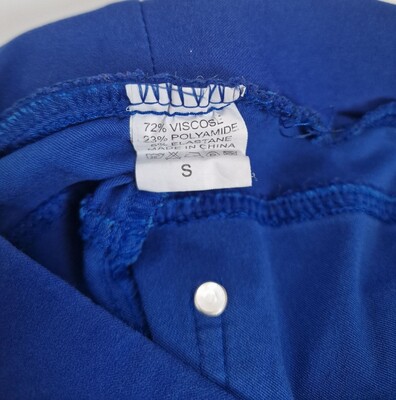 72% VISCOSE
23% POLYAMIDE
5% ELASTANE
MADE IN CHINA
S